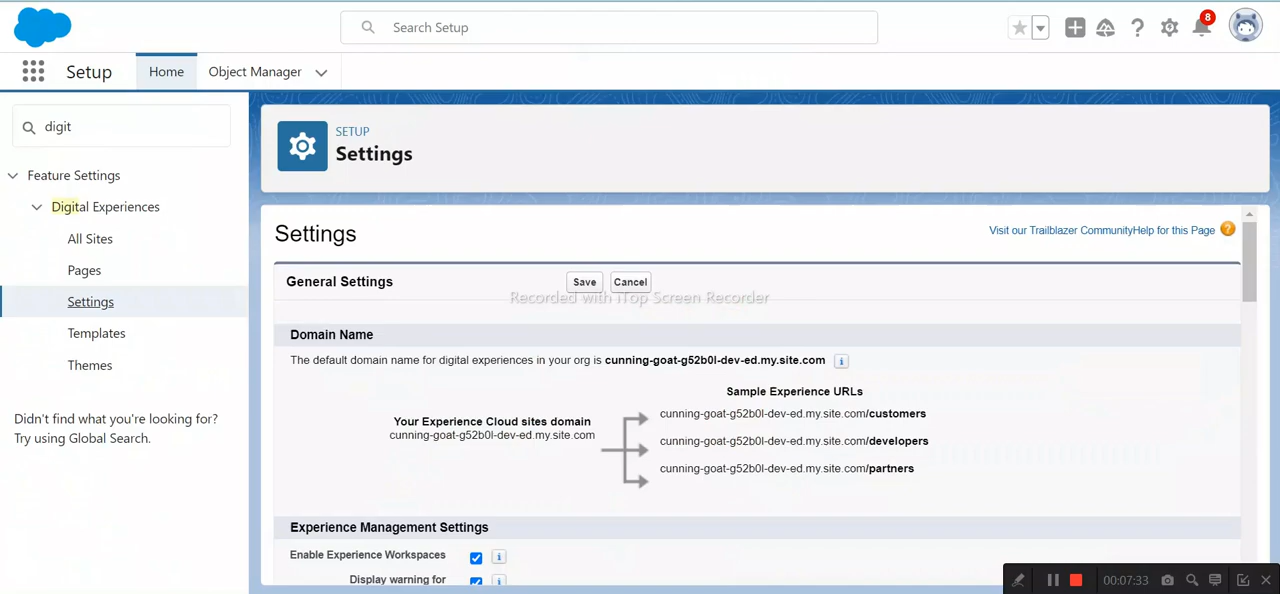 Search Setup
8
Setup
Home
Object Manager
digit
Feature Settings
Digital Experiences
All Sites
Pages
Settings
Templates
Themes
Didn't find what you're looking for?
Try using Global Search.
SETUP
Settings
Settings
Visit our Trailblazer CommunityHelp for this Page ?
General Settings
Save
Cancel
Recorded with iTop Screen Recorder
Domain Name
The default domain name for digital experiences in your org is cunning-goat-g52b0l-dev-ed.my.site.com i
Sample Experience URLs
Your Experience Cloud sites domain
cunning-goat-g52b0l-dev-ed.my.site.com
cunning-goat-g52b0l-dev-ed.my.site.com/customers
cunning-goat-g52b0l-dev-ed.my.site.com/developers
cunning-goat-g52b0l-dev-ed.my.site.com/partners
Experience Management Settings
Enable Experience Workspaces i
Display warning for i
00:07:33